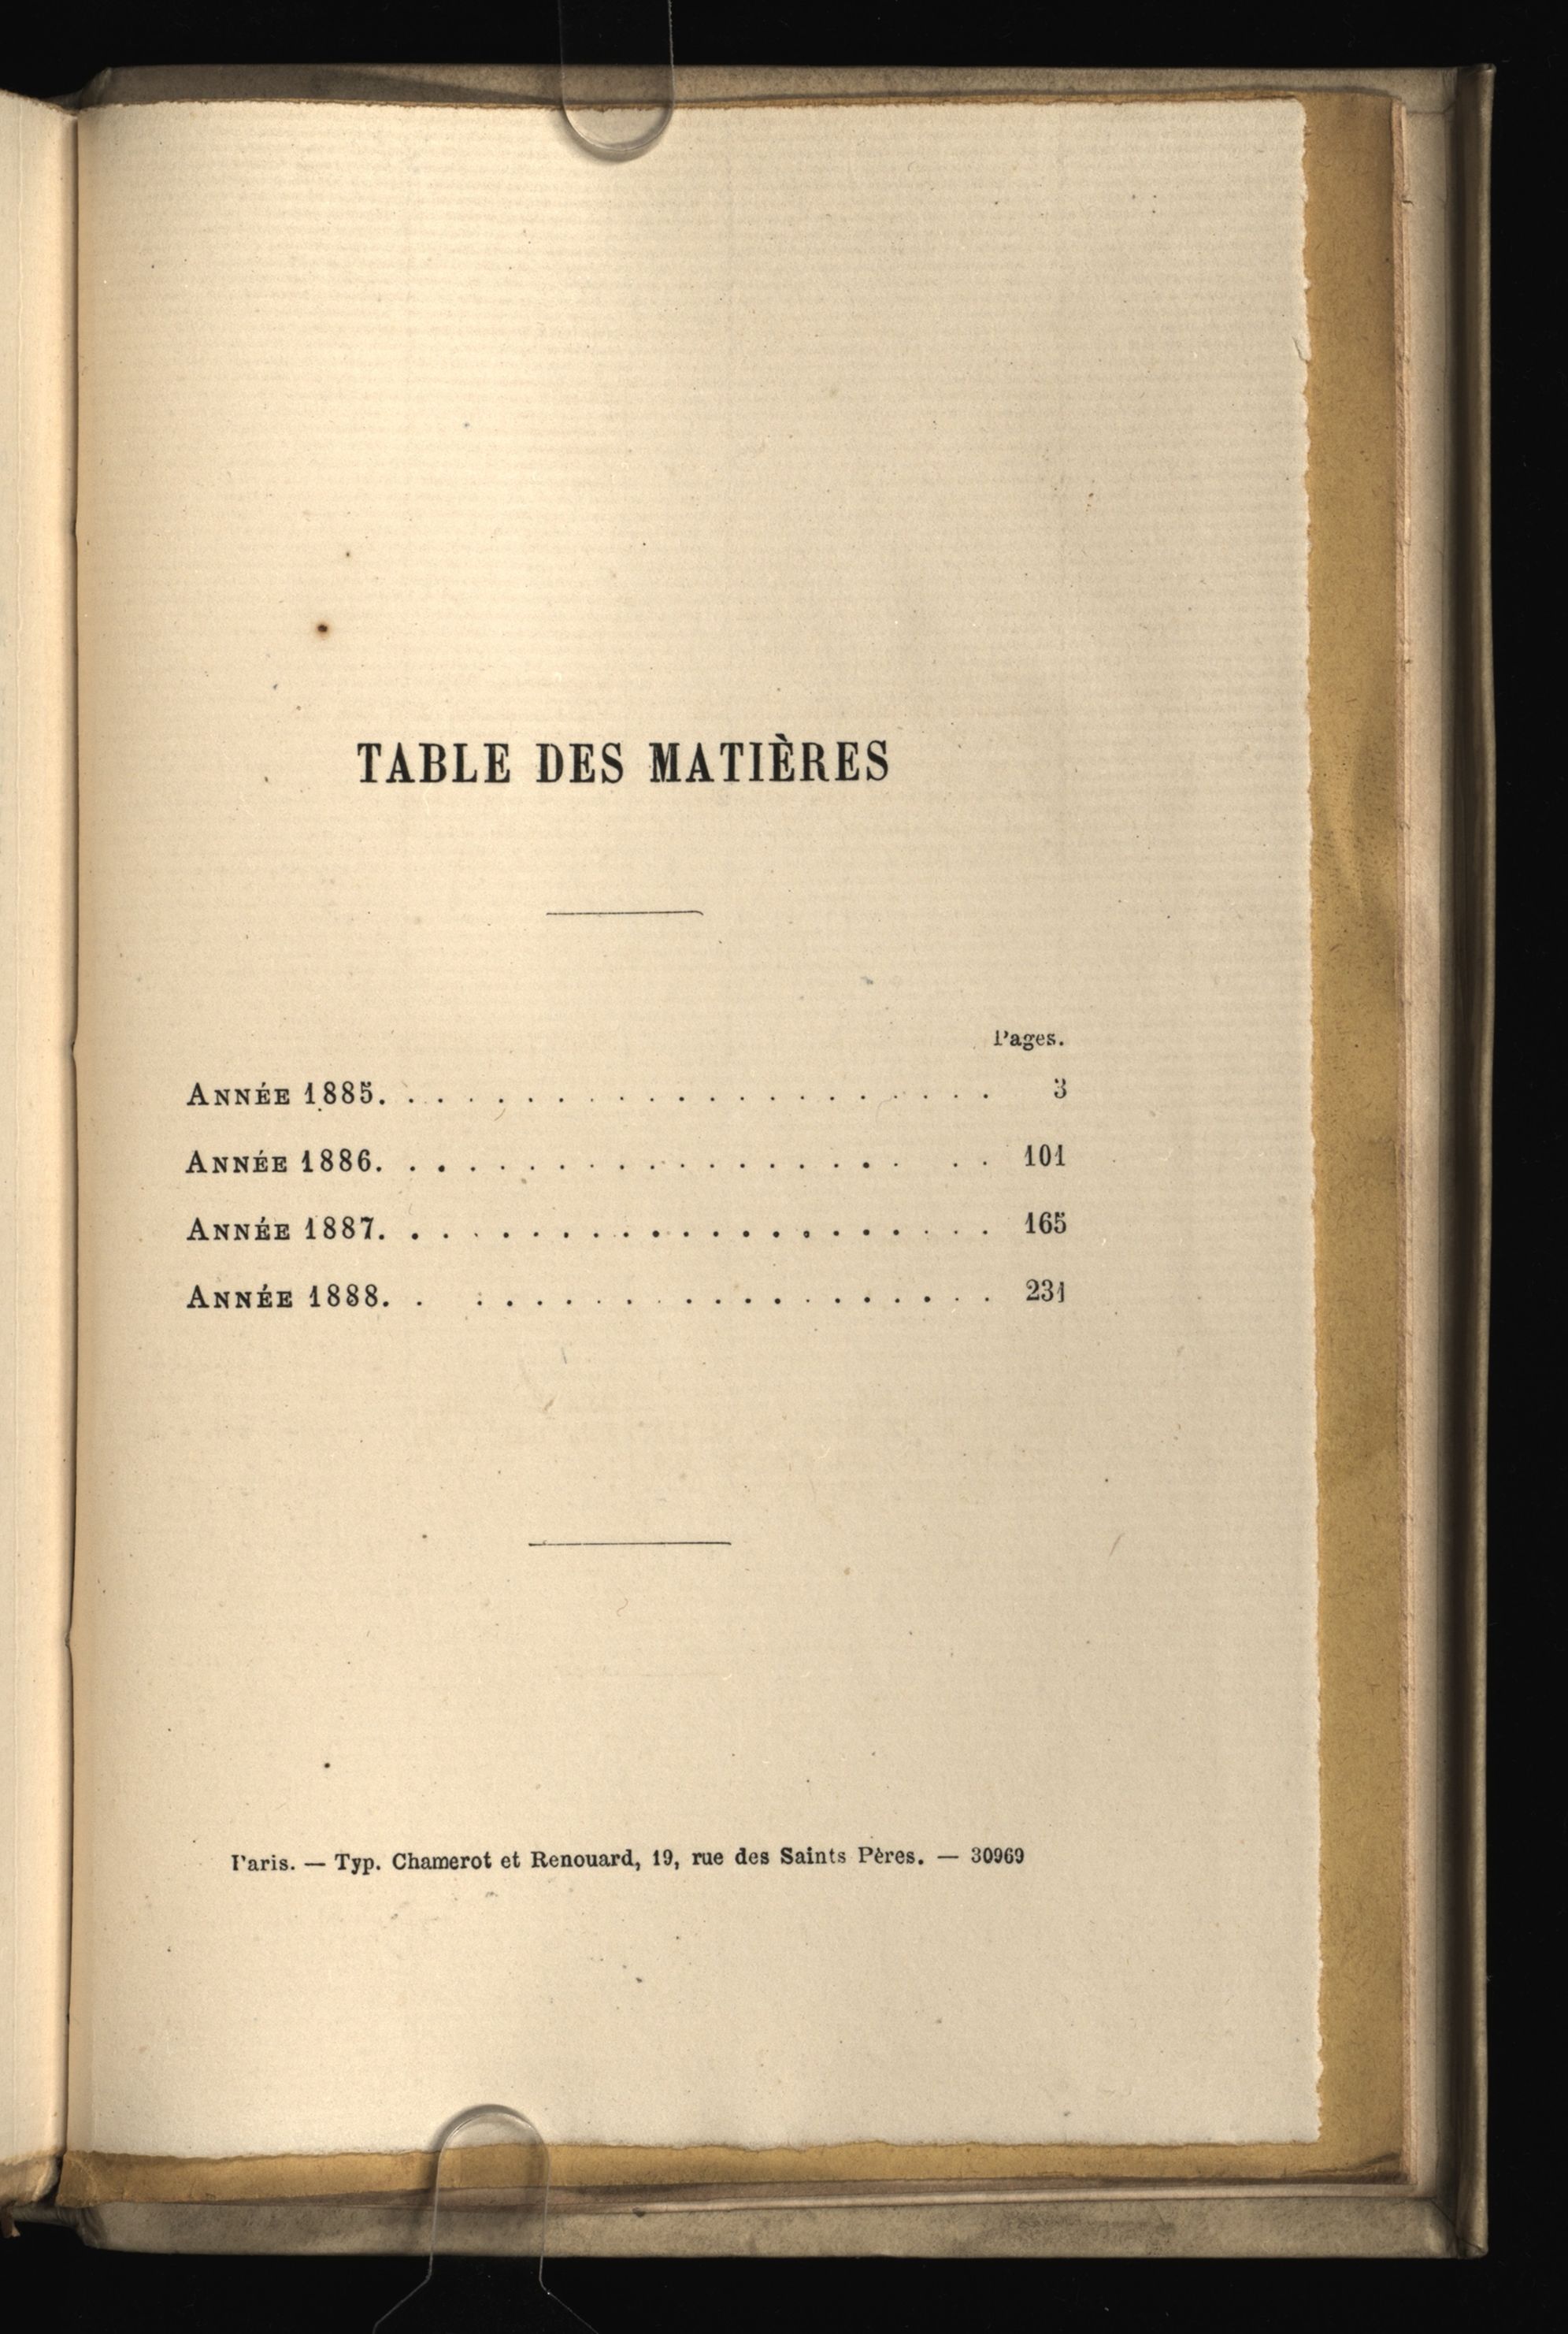 TABLE DES MATIÈRES
Pages.
ANNÉE 1885. . . . . . . . . . . . . . . . . . . . . 3
ANNÉE 1886. . . . . . . . . . . . . . . . . . . . 101
ANNÉE 1887. . . . . . . . . . . . . . . . . . . . . 165
ANNÉE 1888. . . . . . . . . . . . . . . . . . . . 231
Paris. — Typ. Chamerot et Renouard, 19, rue des Saints Pères. — 30969